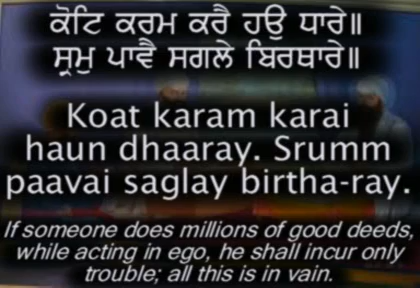 ਕੋਟਿ ਕਰਮ ਕਰੈ ਹਉ ਧਾਰੇ॥
ਸ੍ਰਮੁ ਪਾਵੈ ਸਗਲੇ ਬਿਰਥਾਰੇ॥
Koat karam karai
haun dhaaray. Srumm
paavai saglay birtha-ray.
If someone does millions of good deeds,
while acting in ego, he shall incur only
trouble; all this is in vain.